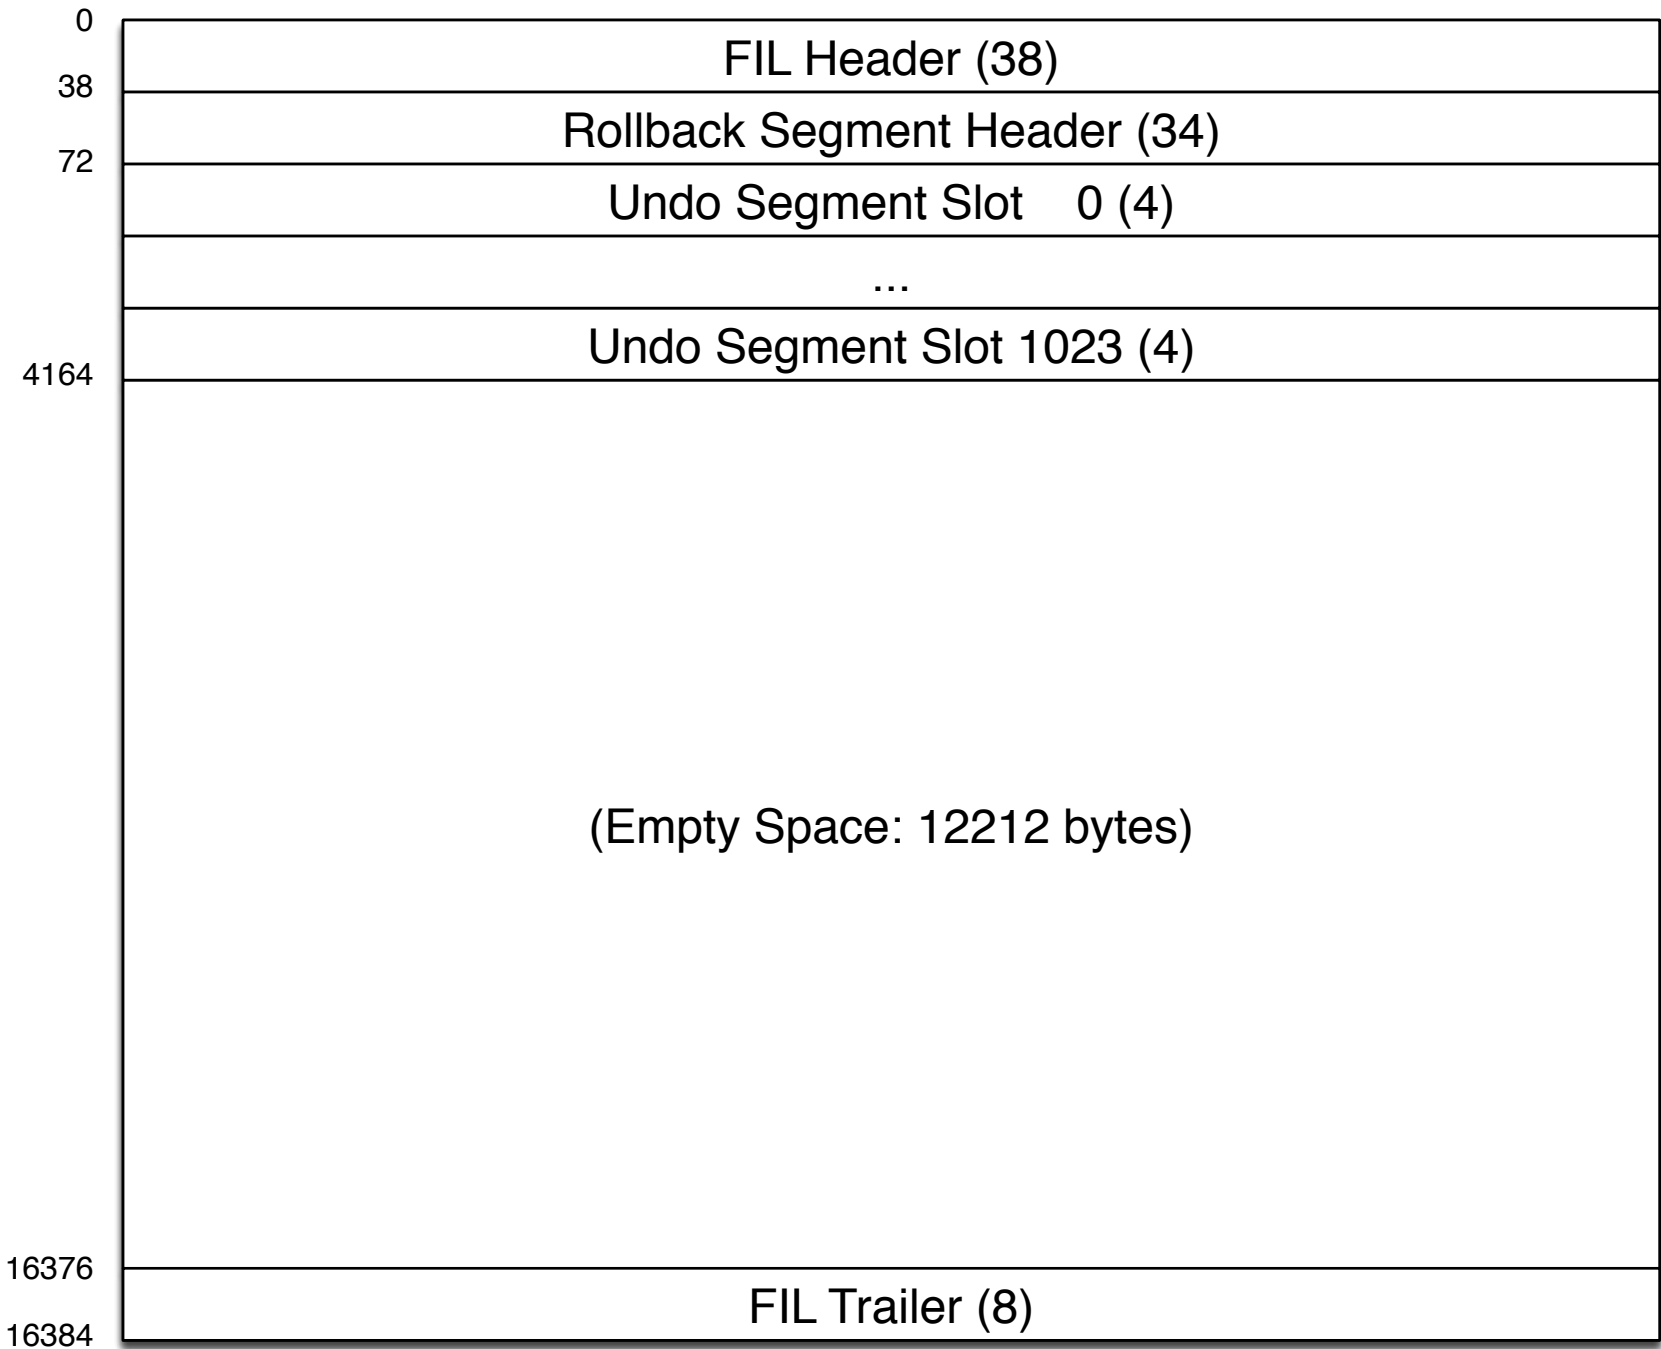 0
FIL Header (38)
38
Rollback Segment Header (34)
72
Undo Segment Slot 0 (4)
...
Undo Segment Slot 1023 (4)
4164
(Empty Space: 12212 bytes)
16376
FIL Trailer (8)
16384